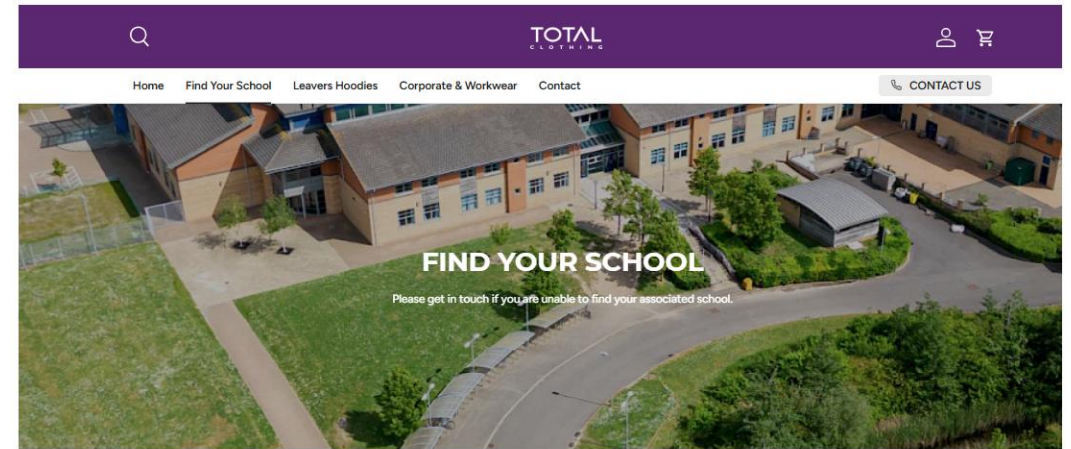 TOTAL
CLOTHING
Home Find Your School Leavers Hoodies Corporate & Workwear Contact CONTACT US
FIND YOUR SCHOOL
Please get in touch if you are unable to find your associated school.